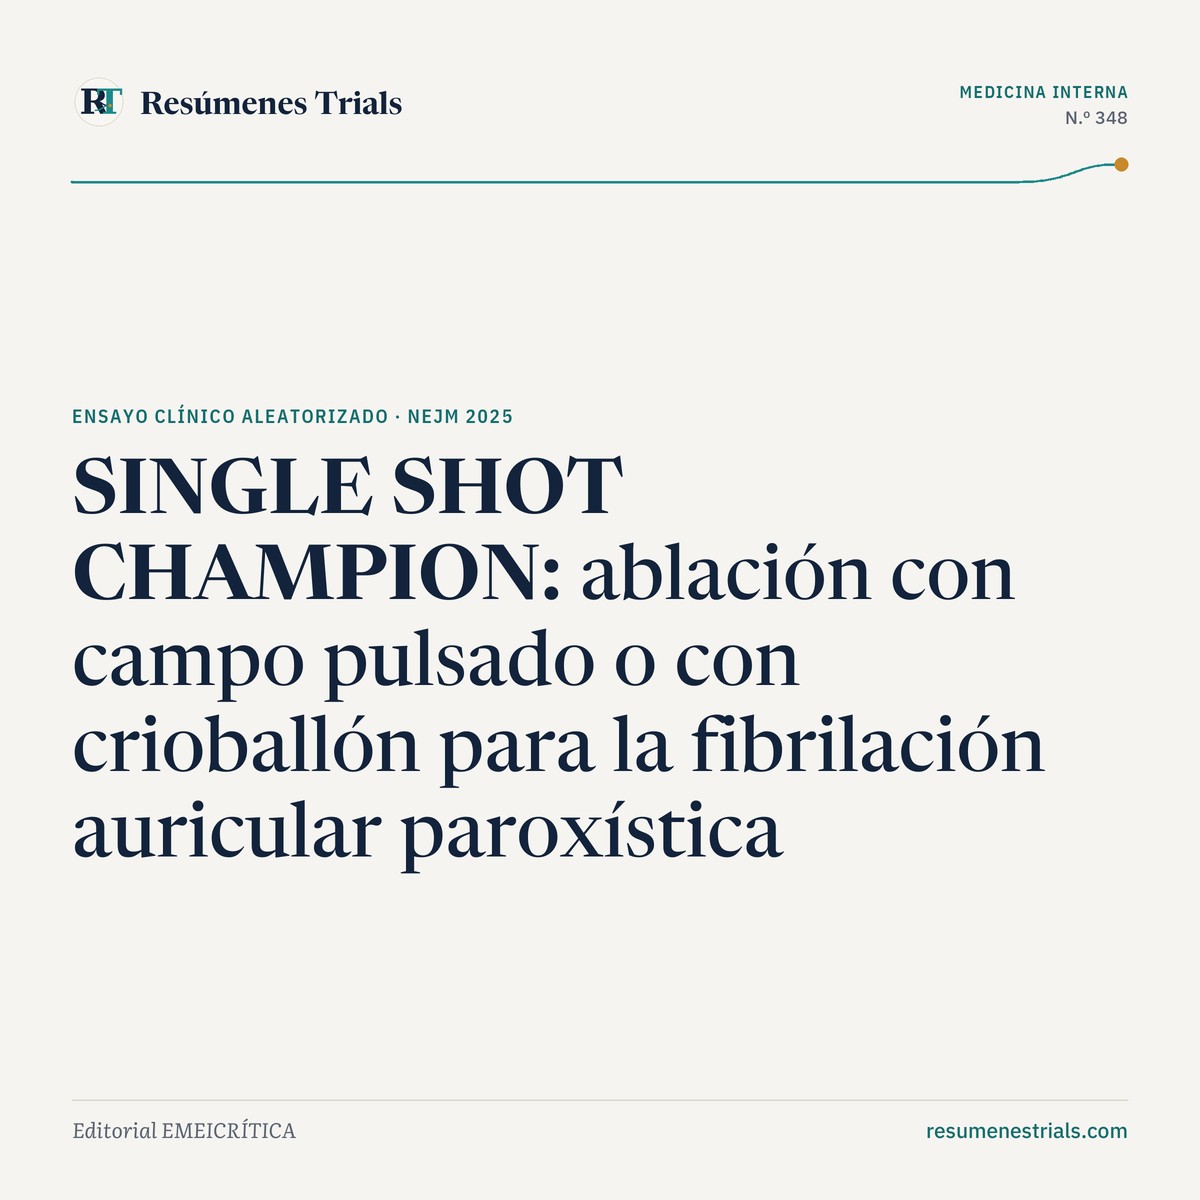 RT Resúmenes Trials
MEDICINA INTERNA
N.º 348
ENSAYO CLÍNICO ALEATORIZADO · NEJM 2025
SINGLE SHOT
CHAMPION: ablación con
campo pulsado o con
crioballón para la fibrilación
auricular paroxística
Editorial EMEICRÍTICA
resumenestrials.com